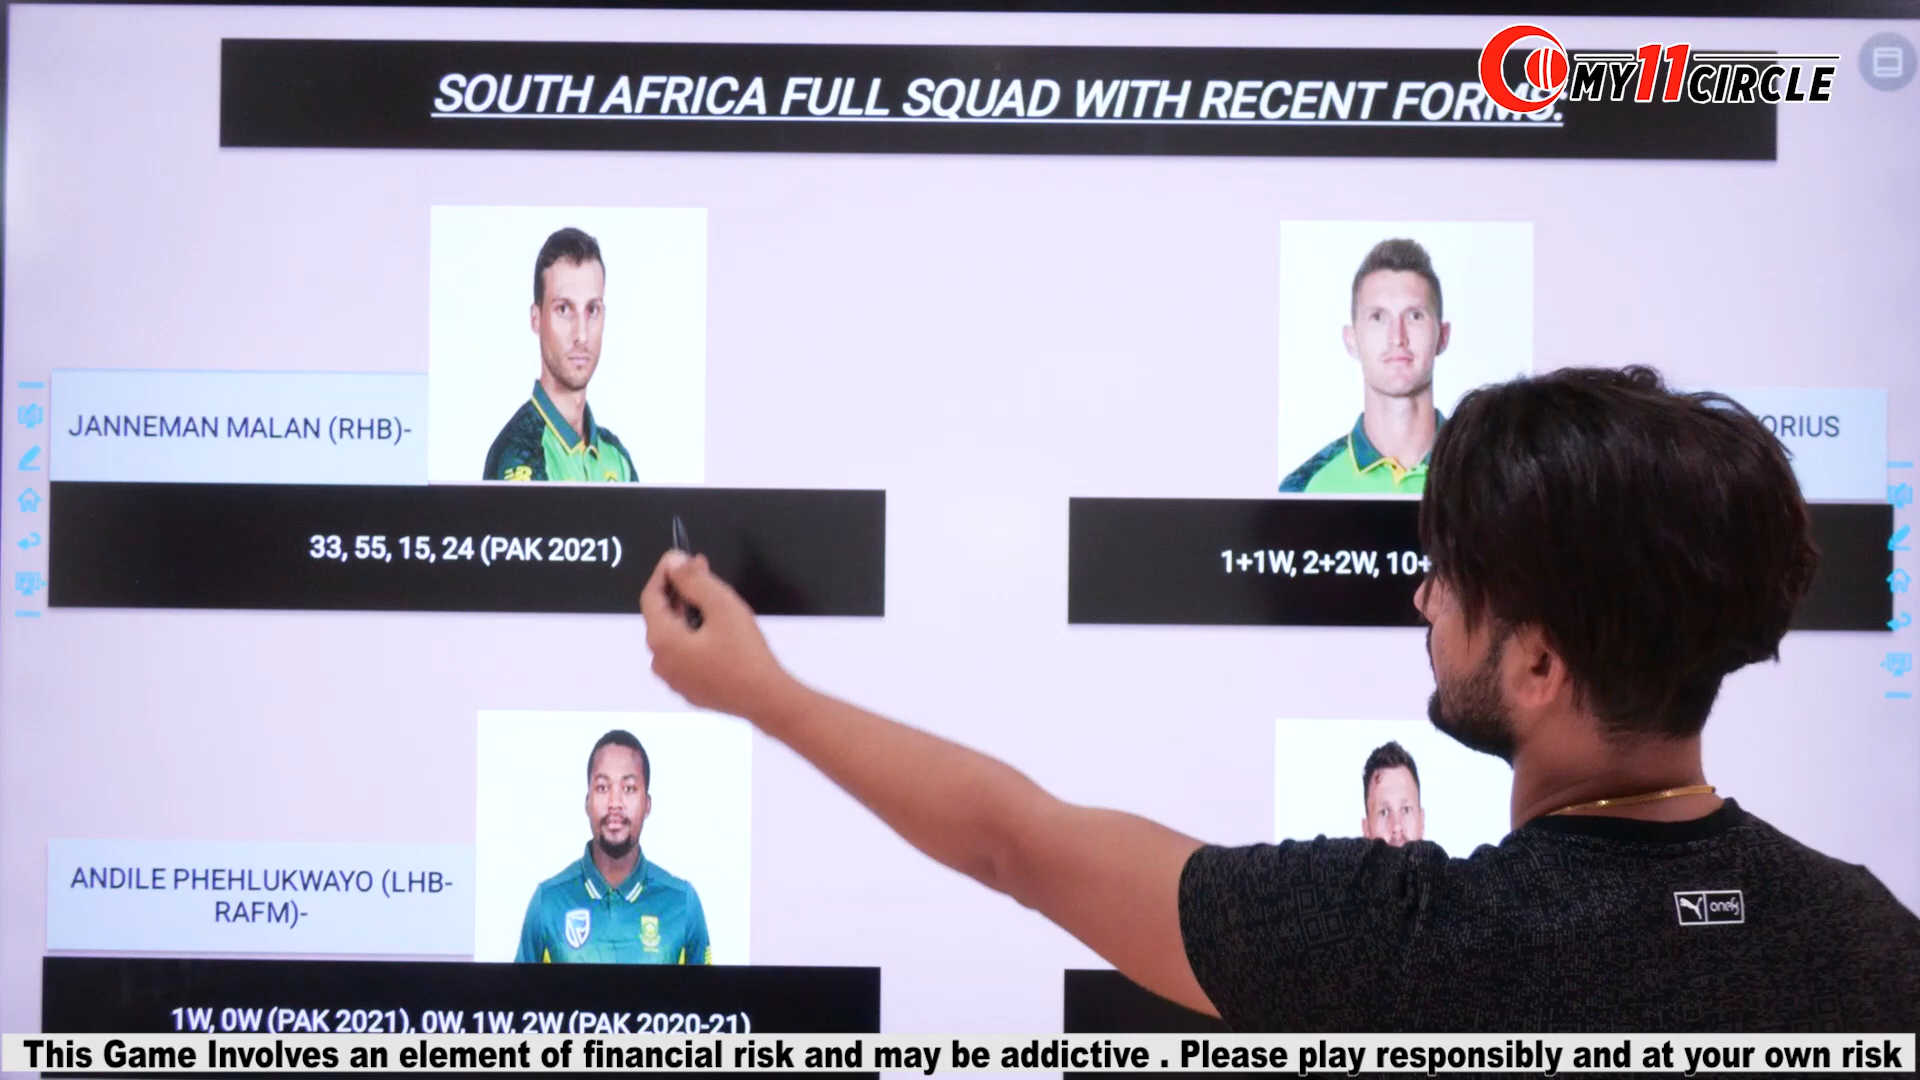 SOUTH AFRICA FULL SQUAD WITH RECENT FORMS:
MY11CIRCLE
JANNEMAN MALAN (RHB)-
33, 55, 15, 24 (PAK 2021)
ORIUS
1+1W, 2+2W, 10+
ANDILE PHEHLUKWAYO (LHB-
RAFM)-
1W, 0W (PAK 2021), 0W, 1W, 2W (PAK 2020-21)
one8
This Game Involves an element of financial risk and may be addictive . Please play responsibly and at your own risk